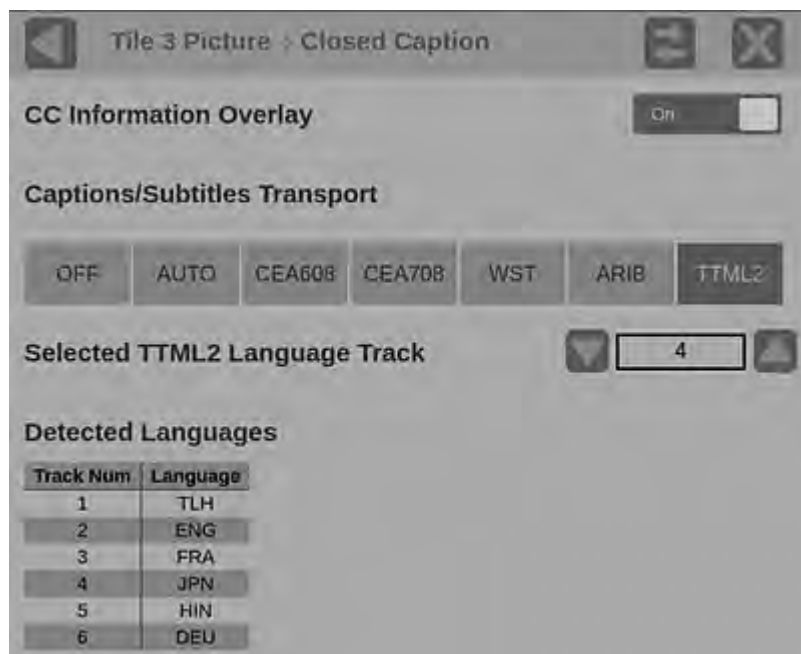 Tile 3 Picture > Closed Caption
CC Information Overlay On
Captions/Subtitles Transport
OFF AUTO CEA608 CEA708 WST ARIB TTML2
Selected TTML2 Language Track 4
Detected Languages
Track Num Language
1 TLH
2 ENG
3 FRA
4 JPN
5 HIN
6 DEU